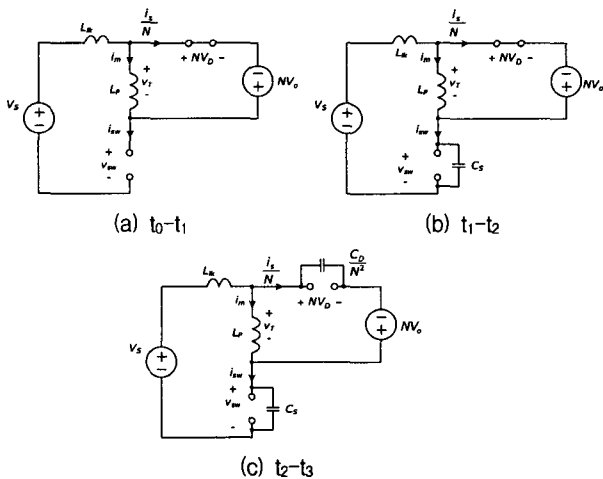 L_lk i_s/N
i_m + NV_D -
V_S L_P + v_T - NV_o
i_sw
+ v_sw -
(a) t₀-t₁
L_lk i_s/N
i_m + NV_D -
V_S L_P + v_T - NV_o
i_sw
+ v_sw - C_S
(b) t₁-t₂
L_lk i_s/N C_D/N²
i_m + NV_D -
V_S L_P + v_T - NV_o
i_sw
+ v_sw - C_S
(c) t₂-t₃